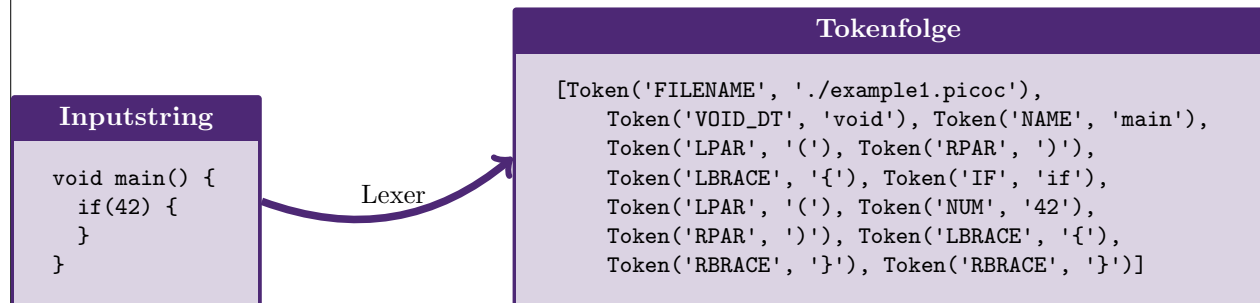 Inputstring
void main() {
  if(42) {
  }
}
Lexer
Tokenfolge
[Token('FILENAME', './example1.picoc'),
    Token('VOID_DT', 'void'), Token('NAME', 'main'),
    Token('LPAR', '('), Token('RPAR', ')'),
    Token('LBRACE', '{'), Token('IF', 'if'),
    Token('LPAR', '('), Token('NUM', '42'),
    Token('RPAR', ')'), Token('LBRACE', '{'),
    Token('RBRACE', '}'), Token('RBRACE', '}')]